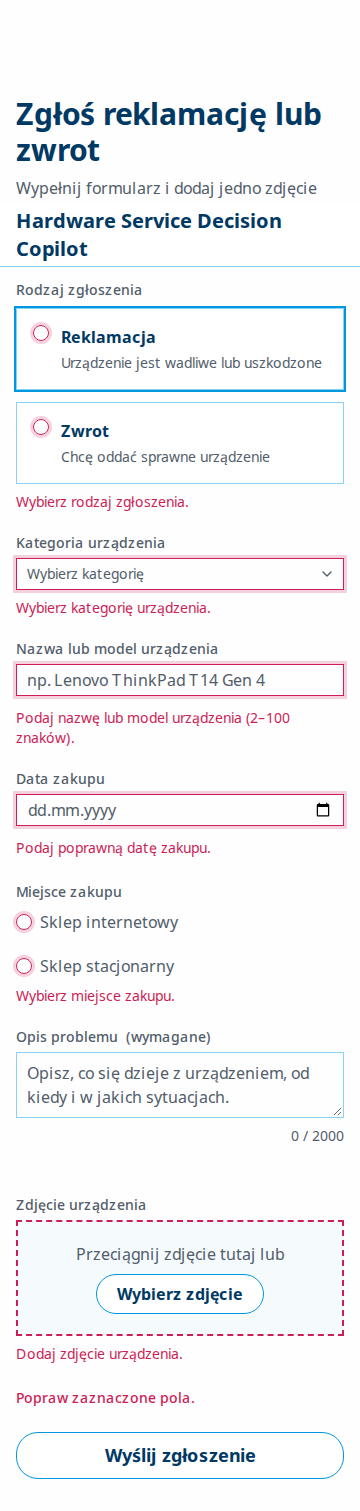 Zgłoś reklamację lub
zwrot
Wypełnij formularz i dodaj jedno zdjęcie
Hardware Service Decision
Copilot
Rodzaj zgłoszenia
Reklamacja
Urządzenie jest wadliwe lub uszkodzone
Zwrot
Chcę oddać sprawne urządzenie
Wybierz rodzaj zgłoszenia.
Kategoria urządzenia
Wybierz kategorię
Wybierz kategorię urządzenia.
Nazwa lub model urządzenia
np. Lenovo ThinkPad T14 Gen 4
Podaj nazwę lub model urządzenia (2–100
znaków).
Data zakupu
dd.mm.yyyy
Podaj poprawną datę zakupu.
Miejsce zakupu
Sklep internetowy
Sklep stacjonarny
Wybierz miejsce zakupu.
Opis problemu (wymagane)
Opisz, co się dzieje z urządzeniem, od
kiedy i w jakich sytuacjach.
0 / 2000
Zdjęcie urządzenia
Przeciągnij zdjęcie tutaj lub
Wybierz zdjęcie
Dodaj zdjęcie urządzenia.
Popraw zaznaczone pola.
Wyślij zgłoszenie